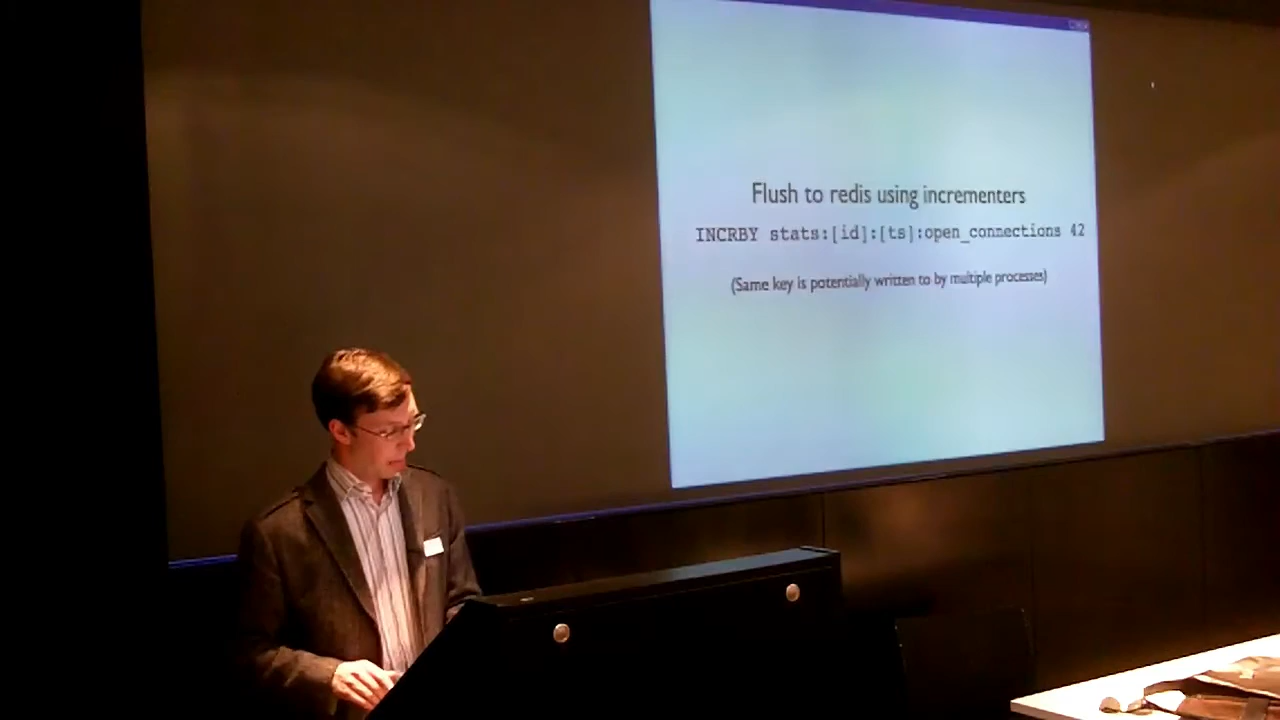 Flush to redis using incrementers
INCRBY stats:[id]:[ts]:open_connections 42
(Same key is potentially written to by multiple processes)